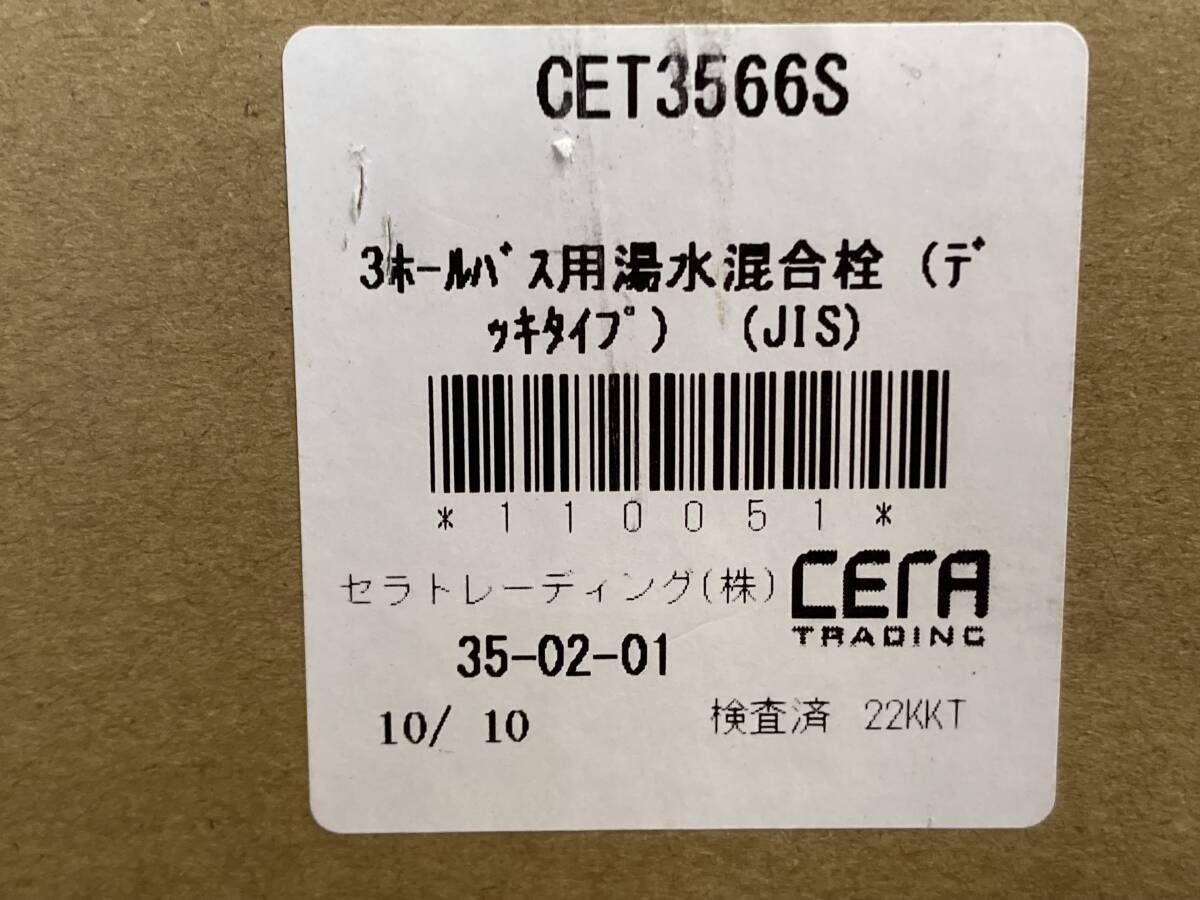 CET3566S
3ﾎｰﾙﾊﾞｽ用湯水混合栓 (ﾃﾞ
ｯｷﾀｲﾌﾟ) (JIS)
*110051*
セラトレーディング(株)
CERA
TRADING
35-02-01
10/ 10
検査済 22KKT